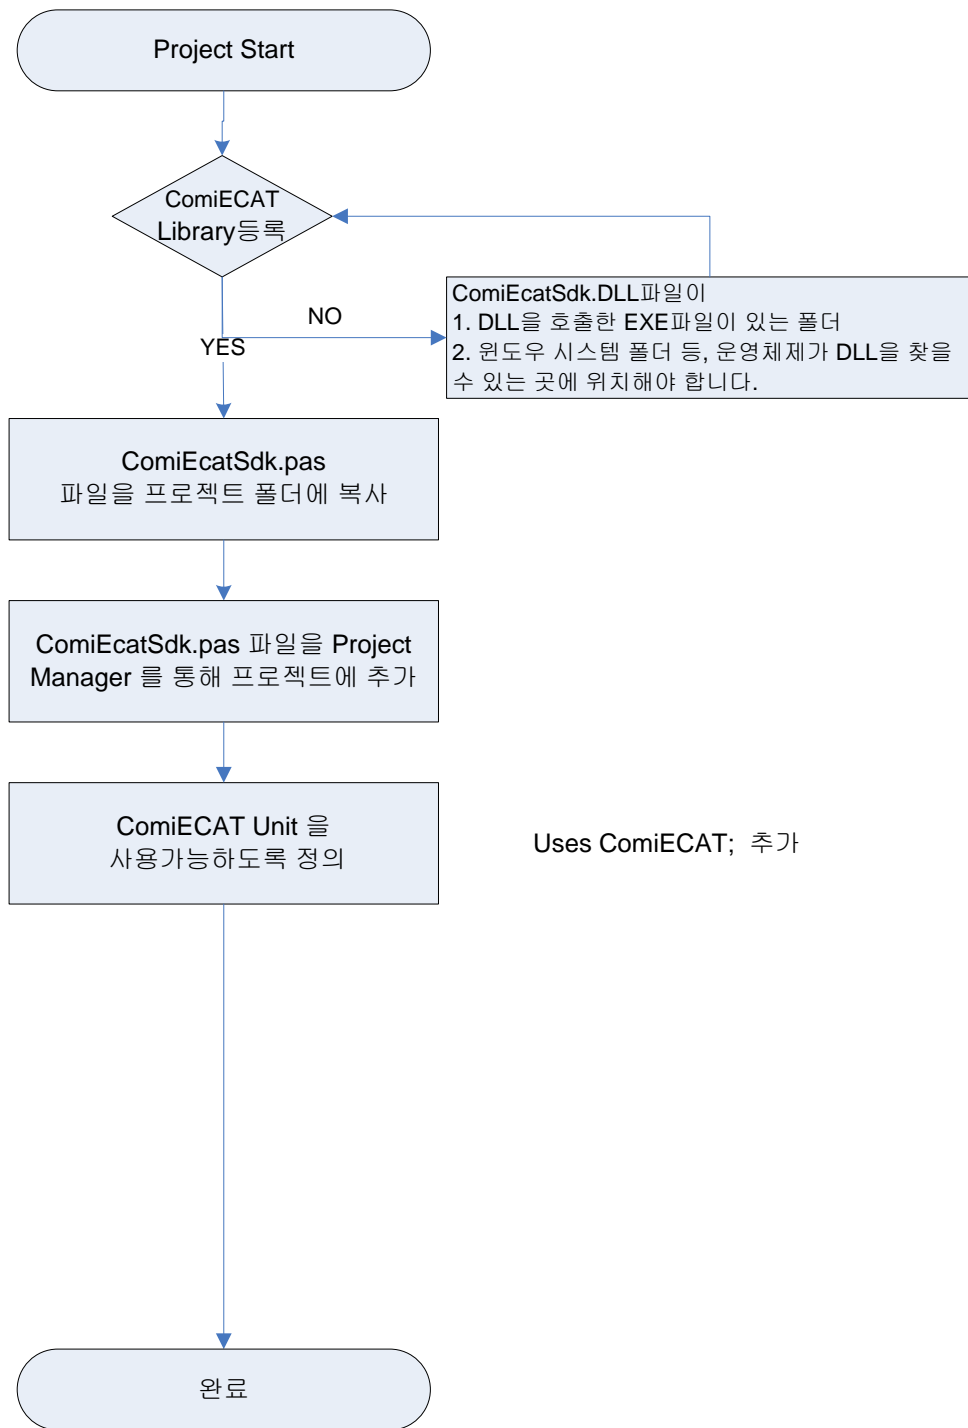 Project Start
ComiECAT
Library등록
NO
YES
ComiEcatSdk.DLL파일이
1. DLL을 호출한 EXE파일이 있는 폴더
2. 윈도우 시스템 폴더 등, 운영체제가 DLL을 찾을
수 있는 곳에 위치해야 합니다.
ComiEcatSdk.pas
파일을 프로젝트 폴더에 복사
ComiEcatSdk.pas 파일을 Project
Manager 를 통해 프로젝트에 추가
ComiECAT Unit 을
사용가능하도록 정의
Uses ComiECAT; 추가
완료